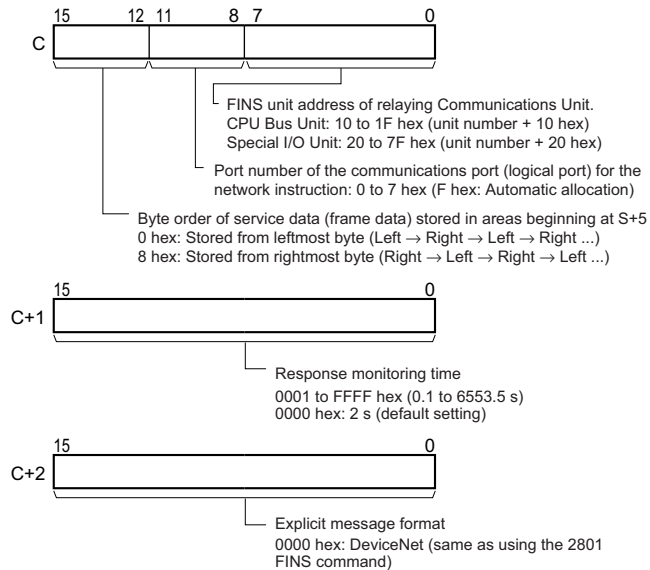 15 12 11 8 7 0
C
FINS unit address of relaying Communications Unit.
CPU Bus Unit: 10 to 1F hex (unit number + 10 hex)
Special I/O Unit: 20 to 7F hex (unit number + 20 hex)
Port number of the communications port (logical port) for the
network instruction: 0 to 7 hex (F hex: Automatic allocation)
Byte order of service data (frame data) stored in areas beginning at S+5
0 hex: Stored from leftmost byte (Left → Right → Left → Right ...)
8 hex: Stored from rightmost byte (Right → Left → Right → Left ...)
15 0
C+1
Response monitoring time
0001 to FFFF hex (0.1 to 6553.5 s)
0000 hex: 2 s (default setting)
15 0
C+2
Explicit message format
0000 hex: DeviceNet (same as using the 2801
FINS command)